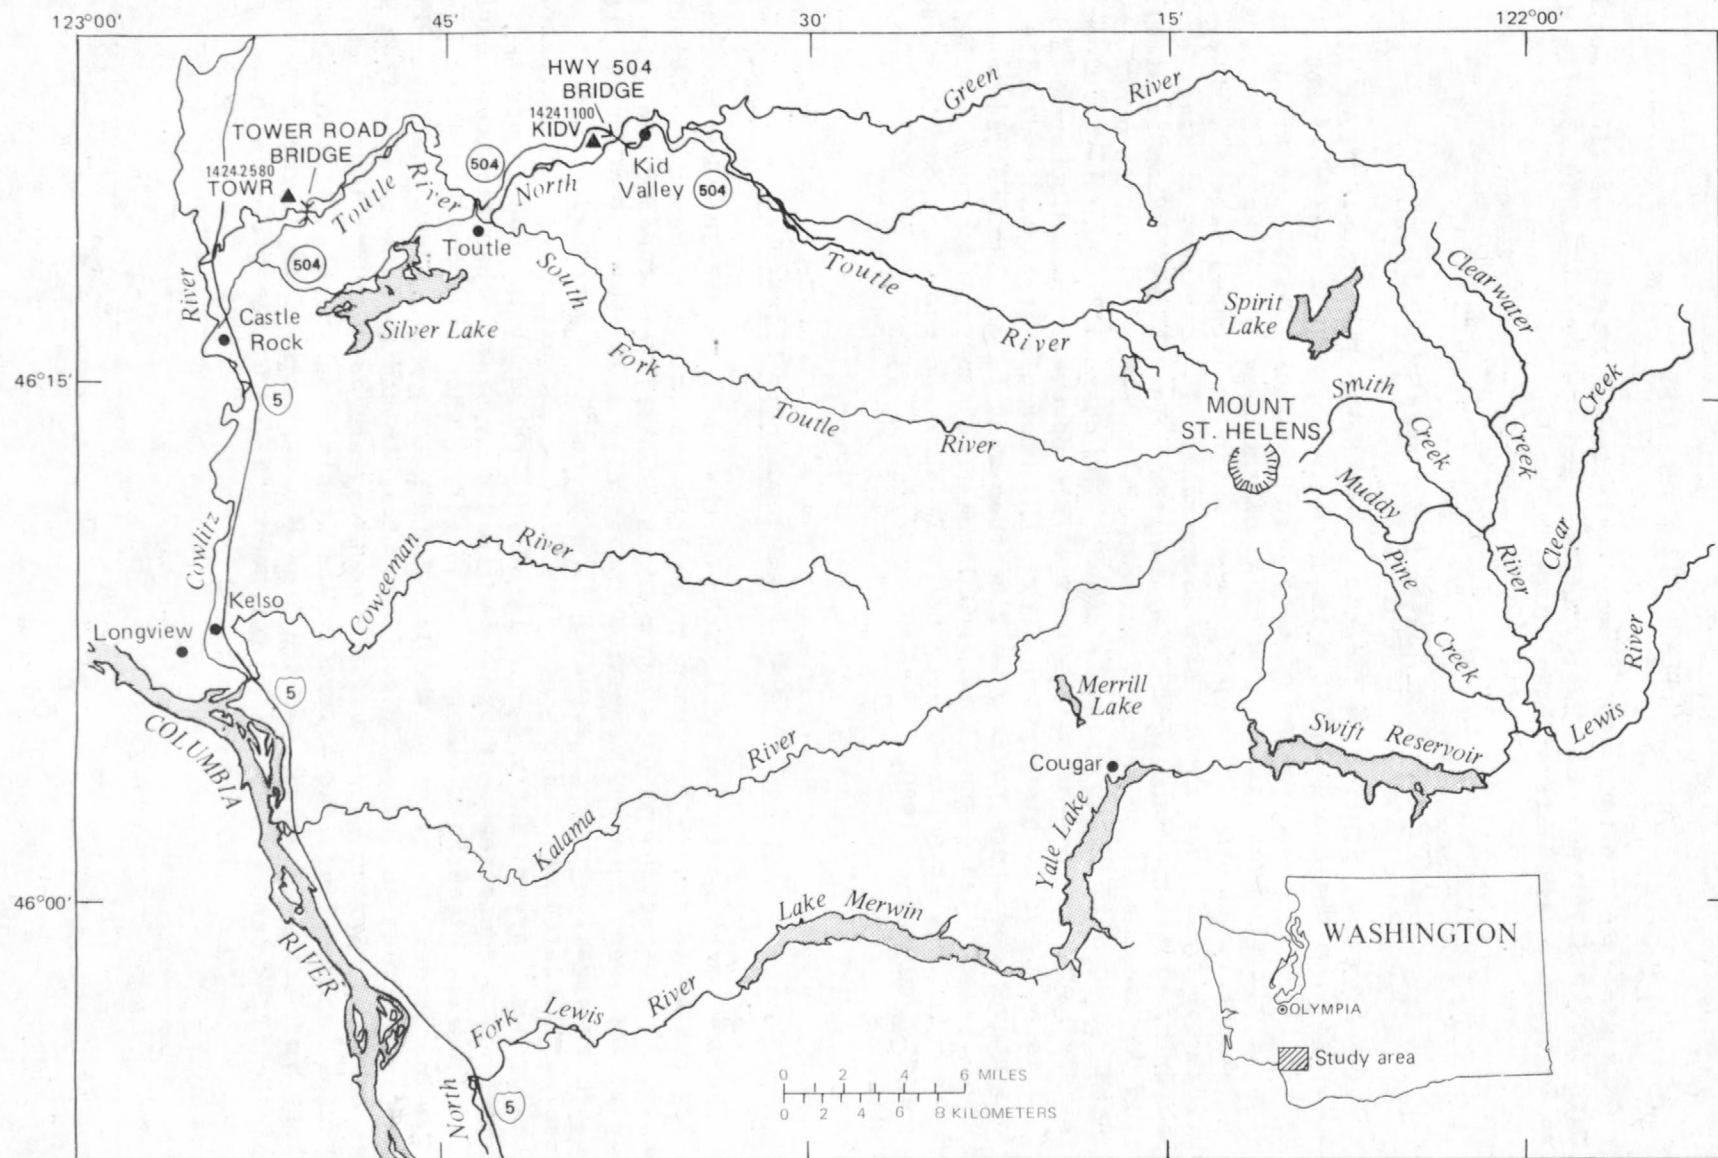 123°00′
45′
30′
15′
122°00′
HWY 504
BRIDGE
14241100
KIDV
TOWER ROAD
BRIDGE
1424.2580
TOWR
504
Toutle
River
North
Kid
Valley
504
Green
River
504
Toutle
South
Fork
Toutle
River
Toutle
River
River
Castle
Rock
Silver Lake
Spirit
Lake
Clearwater
Creek
Clear
Creek
46°15′
5
MOUNT
ST. HELENS
Smith
Creek
Muddy
River
Pine
Creek
Cowlitz
Coweeman
River
Kelso
Longview
5
COLUMBIA
RIVER
Merrill
Lake
Cougar
Swift Reservoir
Lewis
River
Kalama
River
Yale Lake
46°00′
Lake Merwin
North
Fork
Lewis
River
5
WASHINGTON
OLYMPIA
Study area
0 2 4 6 MILES
0 2 4 6 8 KILOMETERS